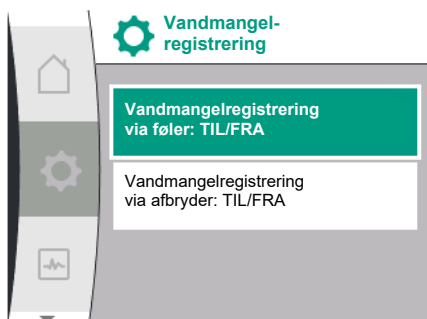 Vandmangel-
registrering
Vandmangelregistrering
via føler: TIL/FRA
Vandmangelregistrering
via afbryder: TIL/FRA